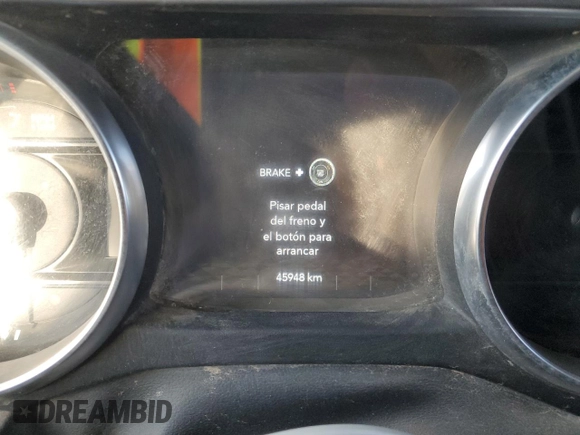 BRAKE +
Pisar pedal
del freno y
el botón para
arrancar
45948 km
DREAMBID